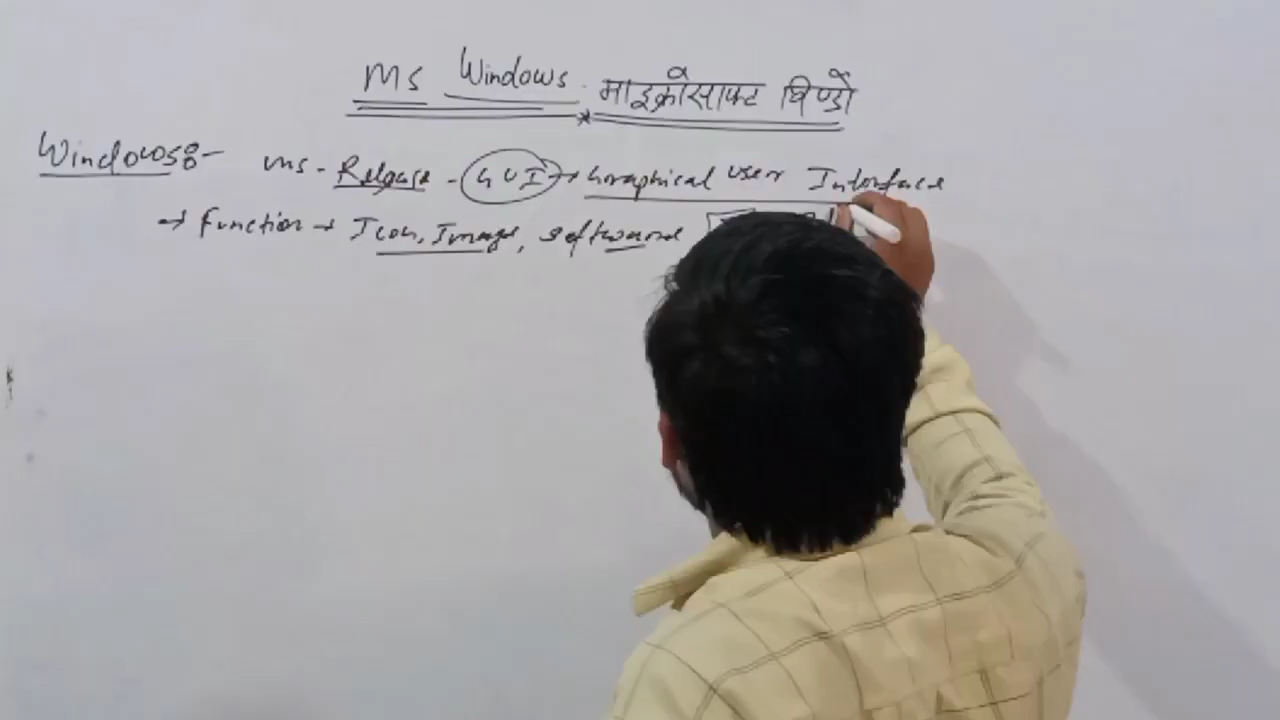 MS Windows. माइक्रोसाफ्ट विण्डों
Windows:- Ms - Release - GUI → Graphical User Interface
→ Function → Icon, Image, software